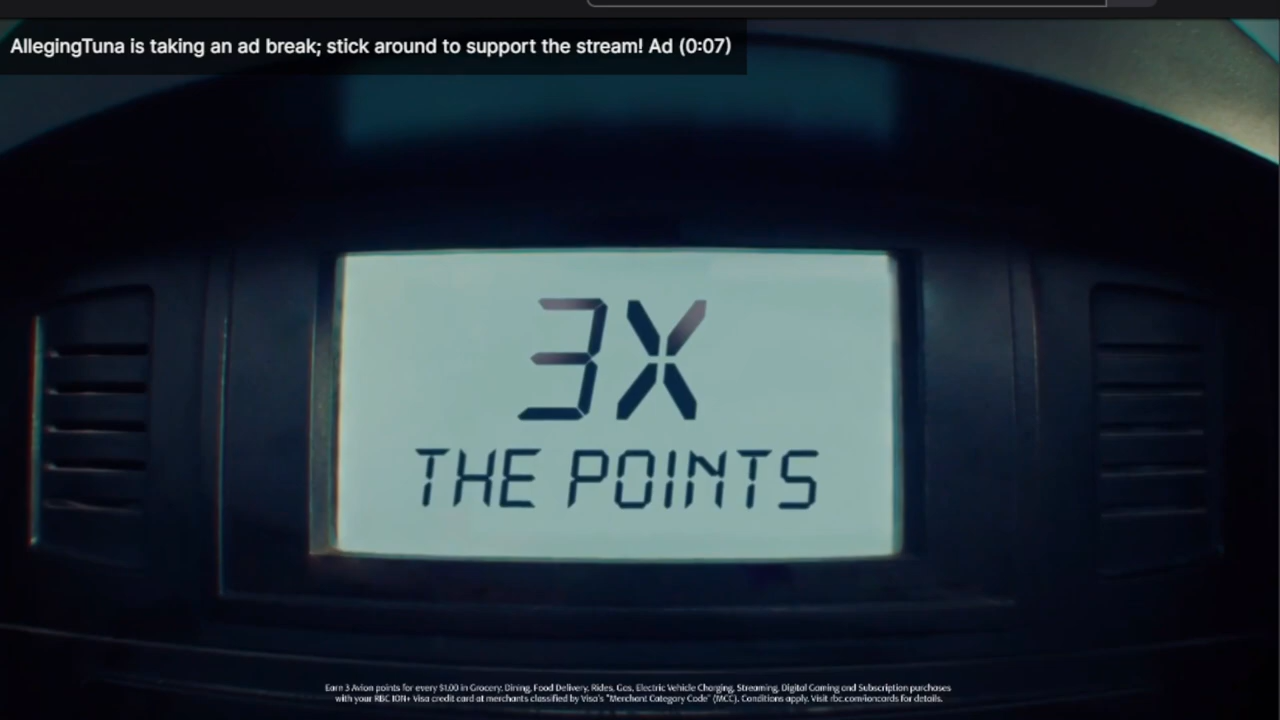 AllegingTuna is taking an ad break; stick around to support the stream! Ad (0:07)
3X
THE POINTS
Earn 3 Avion points for every $1.00 in Grocery, Dining, Food Delivery, Rides, Gas, Electric Vehicle Charging, Streaming, Digital Gaming and Subscription purchases
with your RBC ION+ Visa credit card at merchants classified by Visa's "Merchant Category Code" (MCC). Conditions apply. Visit rbc.com/ioncards for details.